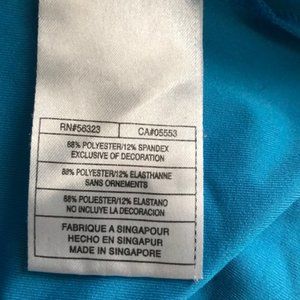 RN#56323 CA#05553
88% POLYESTER/12% SPANDEX
EXCLUSIVE OF DECORATION
88% POLYESTER/12% ELASTHANNE
SANS ORNEMENTS
88% POLIESTER/12% ELASTANO
NO INCLUYE LA DECORACION
FABRIQUE A SINGAPOUR
HECHO EN SINGAPUR
MADE IN SINGAPORE